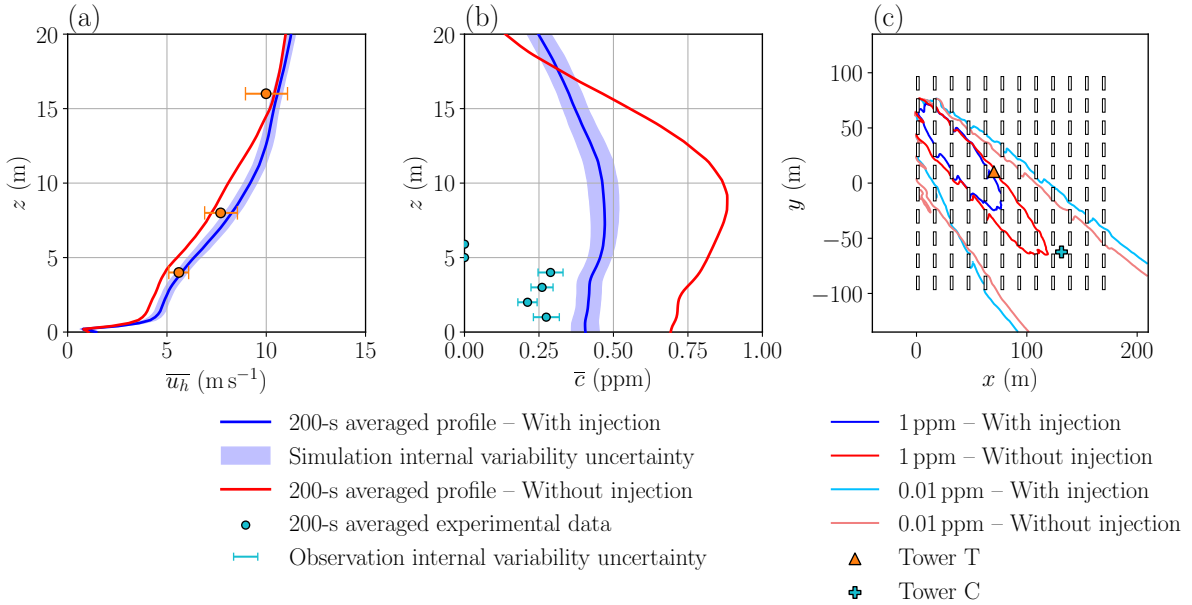 (a)
(b)
(c)
20
15
10
5
0
z (m)
0
5
10
15
u_h (m s⁻¹)
20
15
10
5
0
z (m)
0.00
0.25
0.50
0.75
1.00
c (ppm)
100
50
0
−50
−100
y (m)
0
100
200
x (m)
200-s averaged profile – With injection
Simulation internal variability uncertainty
200-s averaged profile – Without injection
200-s averaged experimental data
Observation internal variability uncertainty
1 ppm – With injection
1 ppm – Without injection
0.01 ppm – With injection
0.01 ppm – Without injection
Tower T
Tower C